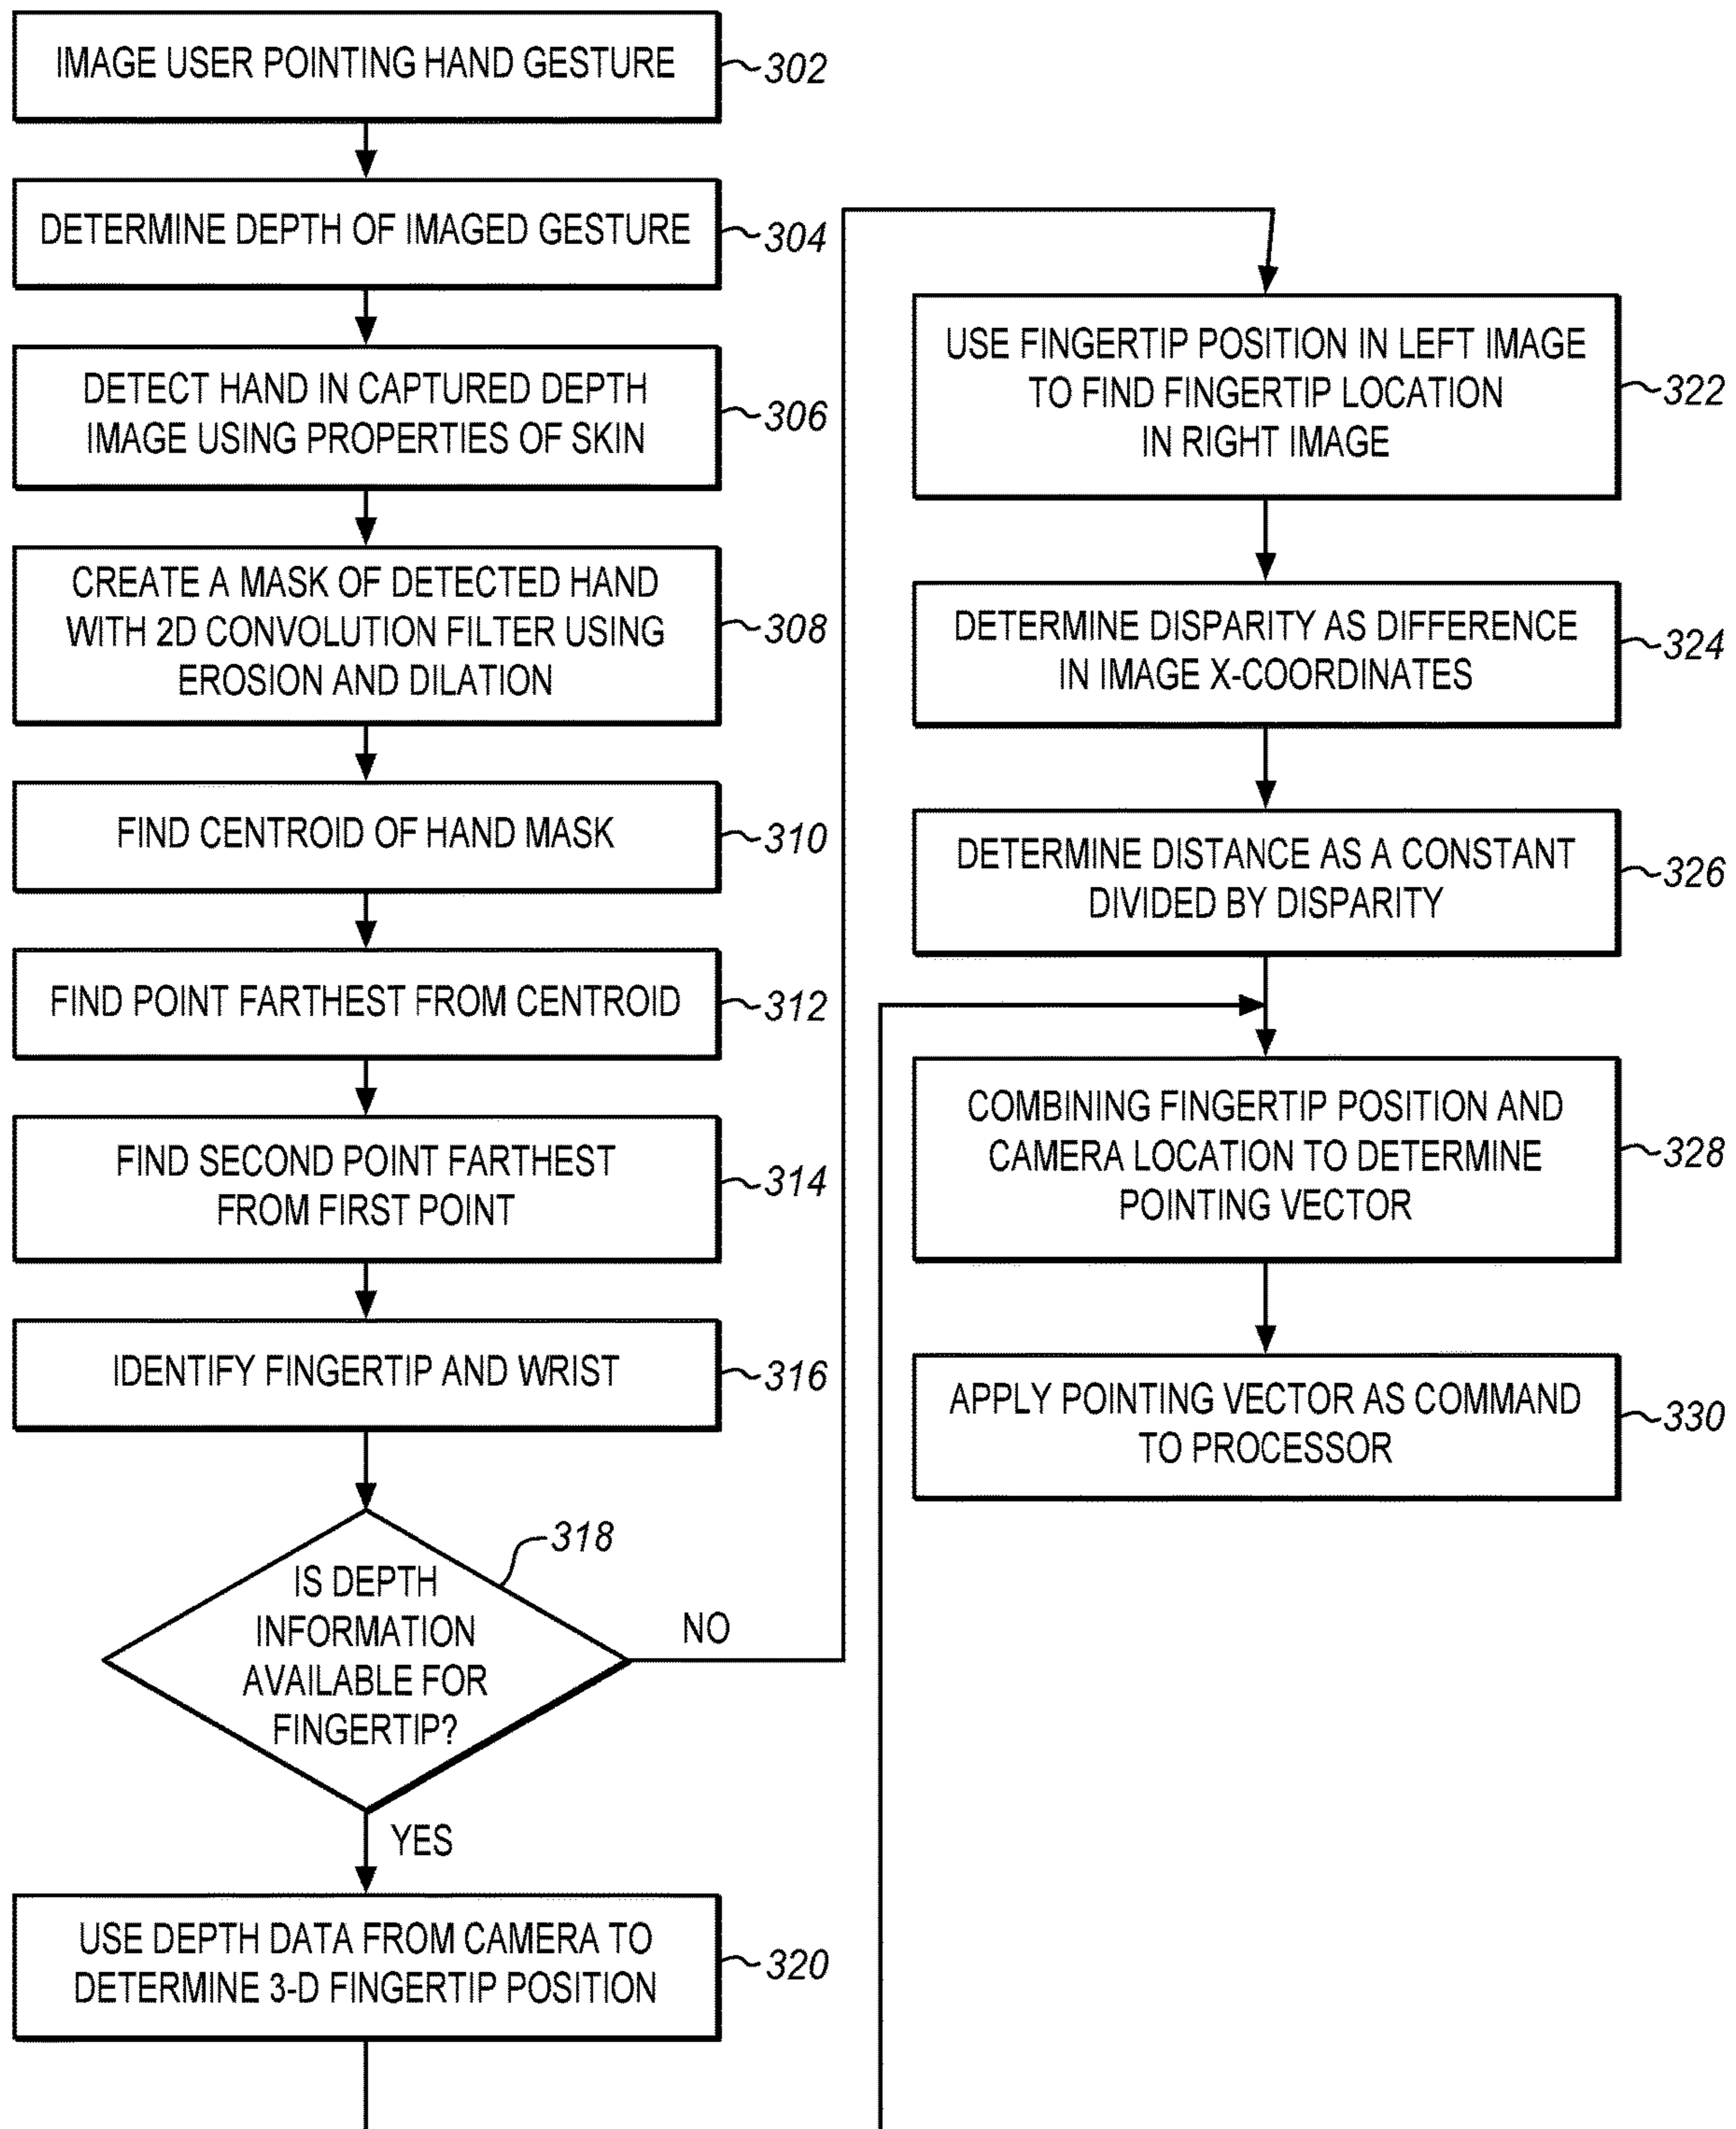 IMAGE USER POINTING HAND GESTURE
302
DETERMINE DEPTH OF IMAGED GESTURE
304
DETECT HAND IN CAPTURED DEPTH
IMAGE USING PROPERTIES OF SKIN
306
CREATE A MASK OF DETECTED HAND
WITH 2D CONVOLUTION FILTER USING
EROSION AND DILATION
308
FIND CENTROID OF HAND MASK
310
FIND POINT FARTHEST FROM CENTROID
312
FIND SECOND POINT FARTHEST
FROM FIRST POINT
314
IDENTIFY FINGERTIP AND WRIST
316
IS DEPTH
INFORMATION
AVAILABLE FOR
FINGERTIP?
318
NO
YES
USE DEPTH DATA FROM CAMERA TO
DETERMINE 3-D FINGERTIP POSITION
320
USE FINGERTIP POSITION IN LEFT IMAGE
TO FIND FINGERTIP LOCATION
IN RIGHT IMAGE
322
DETERMINE DISPARITY AS DIFFERENCE
IN IMAGE X-COORDINATES
324
DETERMINE DISTANCE AS A CONSTANT
DIVIDED BY DISPARITY
326
COMBINING FINGERTIP POSITION AND
CAMERA LOCATION TO DETERMINE
POINTING VECTOR
328
APPLY POINTING VECTOR AS COMMAND
TO PROCESSOR
330